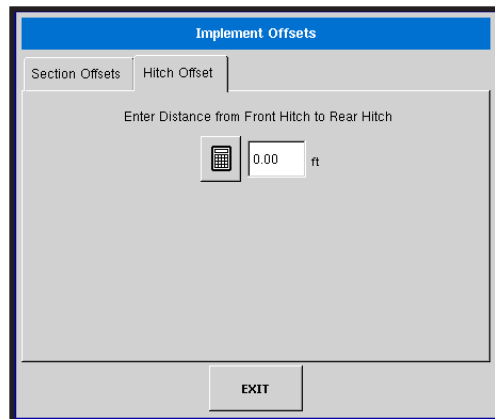 Implement Offsets
Section Offsets Hitch Offset
Enter Distance from Front Hitch to Rear Hitch
0.00 ft
EXIT